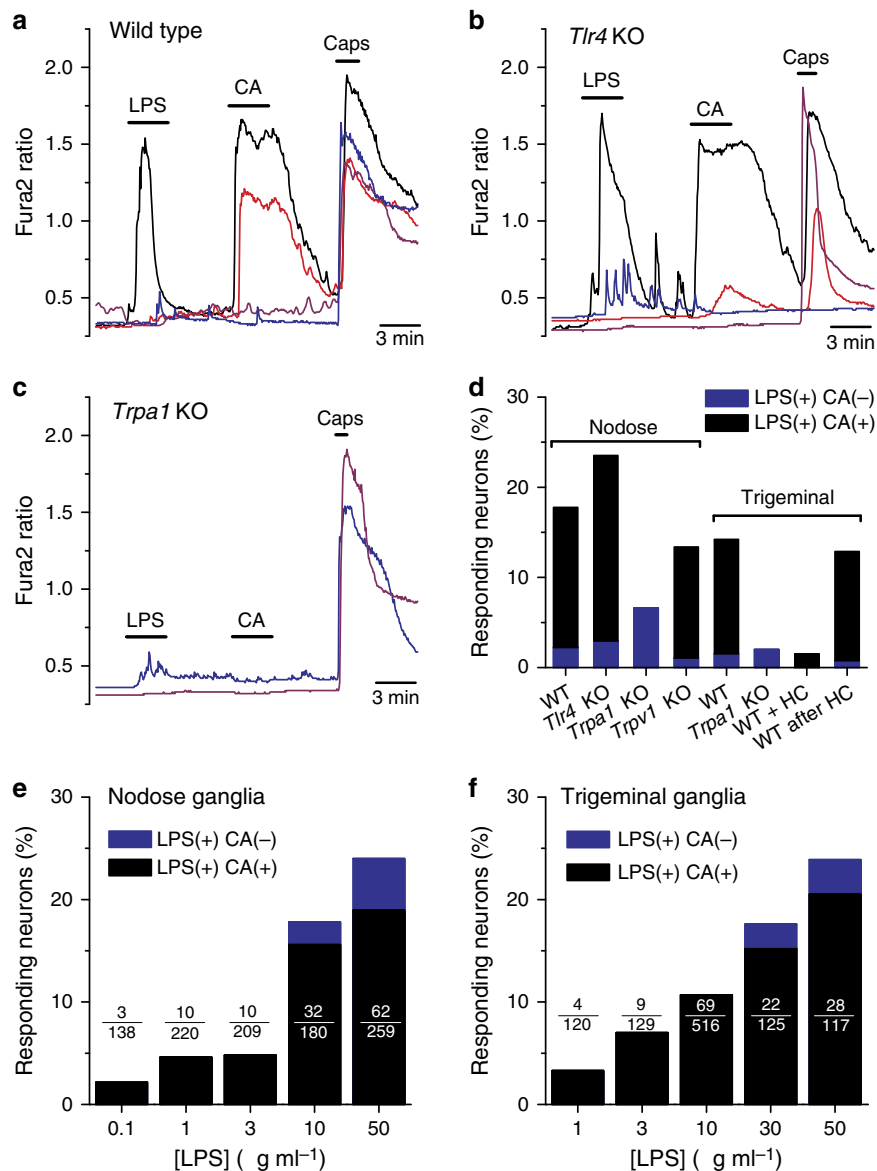 a
Wild type
Fura2 ratio
2.0
1.5
1.0
0.5
LPS
CA
Caps
3 min
b
Tlr4 KO
Fura2 ratio
2.0
1.5
1.0
0.5
LPS
CA
Caps
3 min
c
Trpa1 KO
Fura2 ratio
2.0
1.5
1.0
0.5
LPS
CA
Caps
3 min
d
LPS(+) CA(–)
LPS(+) CA(+)
Responding neurons (%)
30
20
10
0
Nodose
Trigeminal
WT
Tlr4 KO
Trpa1 KO
Trpv1 KO
WT
Trpa1 KO
WT + HC
WT after HC
e
Nodose ganglia
LPS(+) CA(–)
LPS(+) CA(+)
Responding neurons (%)
30
20
10
0
3
138
10
220
10
209
32
180
62
259
0.1
1
3
10
50
[LPS] ( g ml⁻¹)
f
Trigeminal ganglia
LPS(+) CA(–)
LPS(+) CA(+)
Responding neurons (%)
30
20
10
0
4
120
9
129
69
516
22
125
28
117
1
3
10
30
50
[LPS] ( g ml⁻¹)